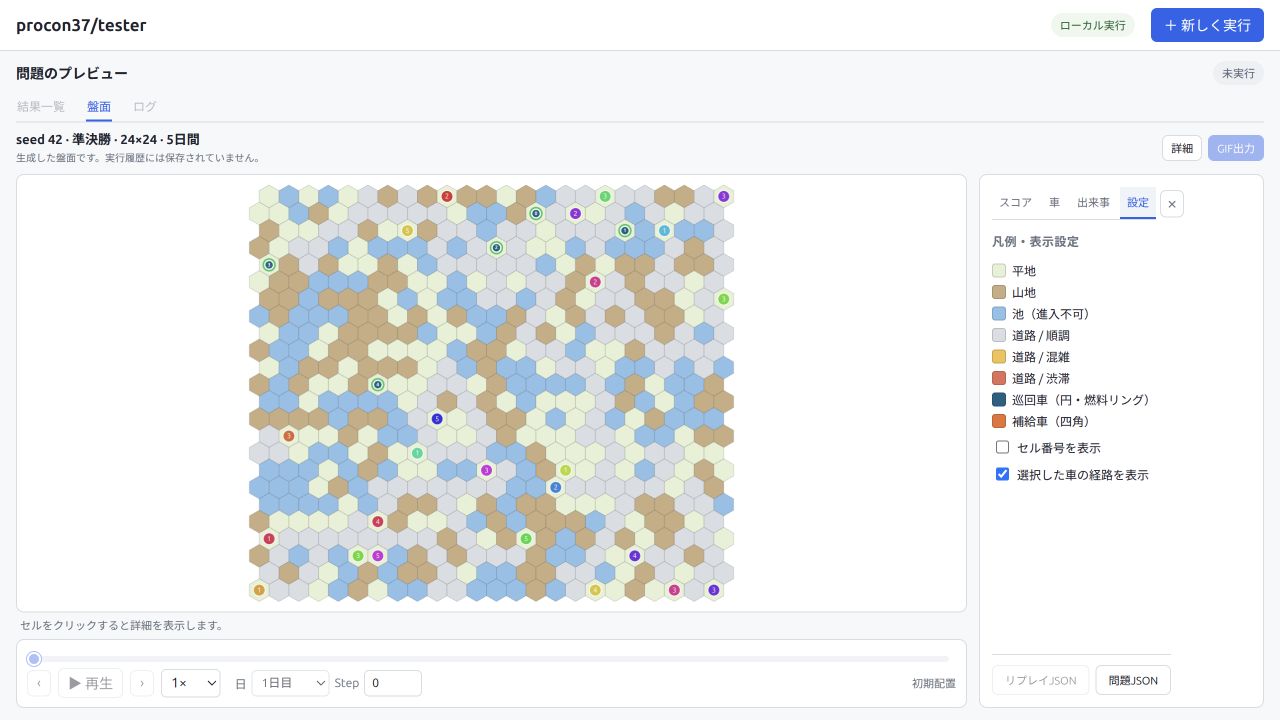 procon37/tester
ローカル実行
＋ 新しく実行
問題のプレビュー
未実行
結果一覧 盤面 ログ
seed 42 · 準決勝 · 24×24 · 5日間
生成した盤面です。実行履歴には保存されていません。
詳細
GIF出力
スコア 車 出来事 設定 ×
凡例・表示設定
平地
山地
池（進入不可）
道路 / 順調
道路 / 混雑
道路 / 渋滞
巡回車（円・燃料リング）
補給車（四角）
セル番号を表示
選択した車の経路を表示
セルをクリックすると詳細を表示します。
‹ ▶ 再生 › 1× 日 1日目 Step 0
初期配置
リプレイJSON
問題JSON